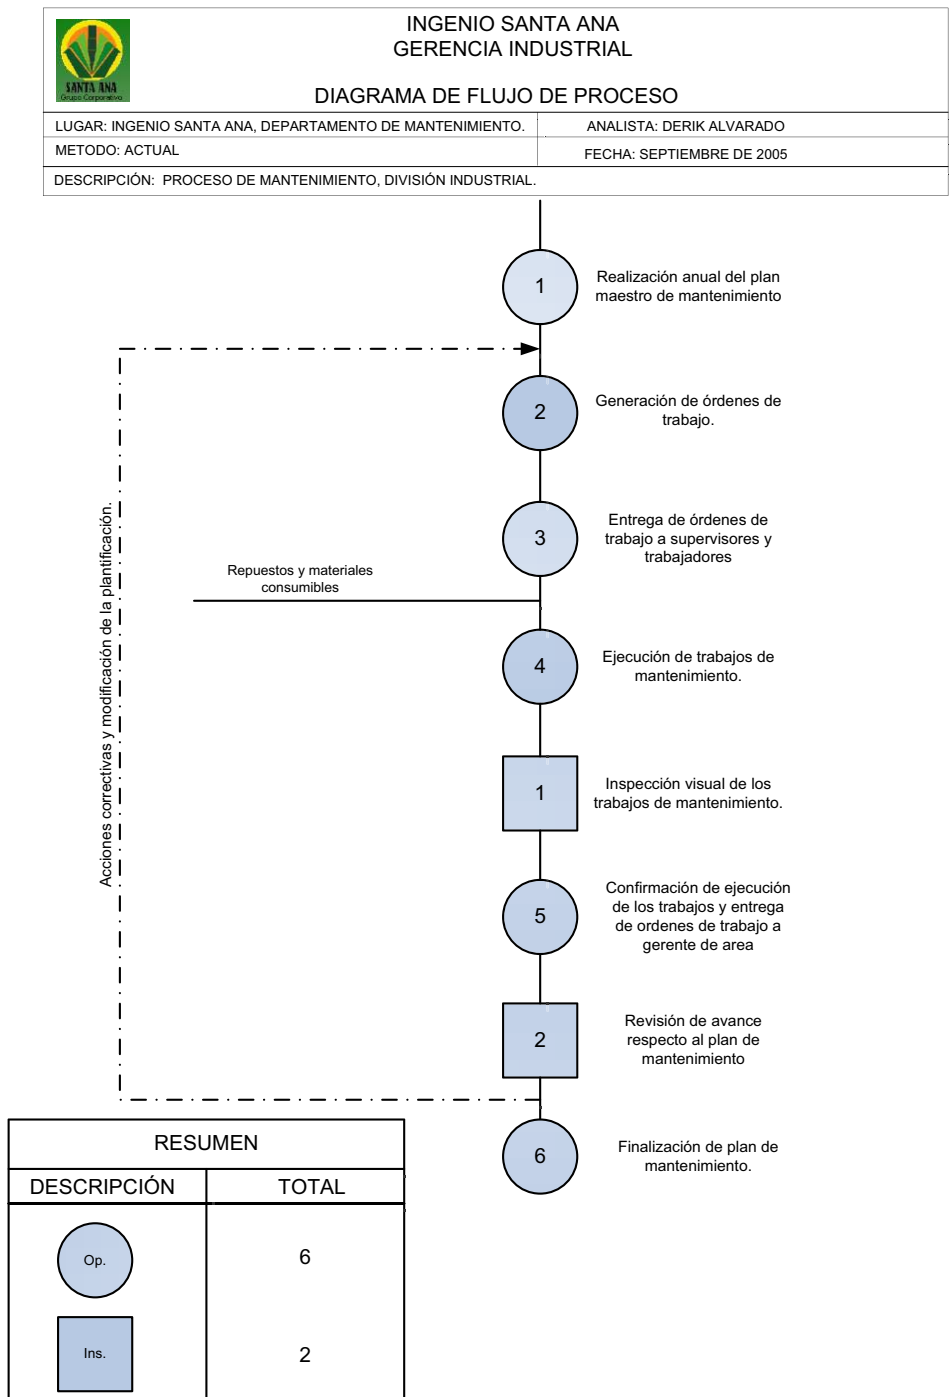 INGENIO SANTA ANA
GERENCIA INDUSTRIAL
SANTA ANA
Grupo Corporativo
DIAGRAMA DE FLUJO DE PROCESO
LUGAR: INGENIO SANTA ANA, DEPARTAMENTO DE MANTENIMIENTO.
ANALISTA: DERIK ALVARADO
METODO: ACTUAL
FECHA: SEPTIEMBRE DE 2005
DESCRIPCIÓN: PROCESO DE MANTENIMIENTO, DIVISIÓN INDUSTRIAL.
1
Realización anual del plan
maestro de mantenimiento
2
Generación de órdenes de
trabajo.
3
Entrega de órdenes de
trabajo a supervisores y
trabajadores
Repuestos y materiales
consumibles
Acciones correctivas y modificación de la plantificación.
4
Ejecución de trabajos de
mantenimiento.
1
Inspección visual de los
trabajos de mantenimiento.
5
Confirmación de ejecución
de los trabajos y entrega
de ordenes de trabajo a
gerente de area
2
Revisión de avance
respecto al plan de
mantenimiento
6
Finalización de plan de
mantenimiento.
RESUMEN
DESCRIPCIÓN
TOTAL
Op.
6
Ins.
2